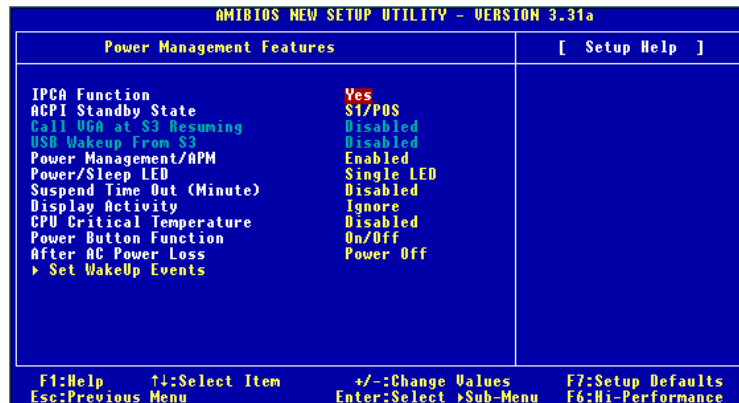 AMIBIOS NEW SETUP UTILITY - VERSION 3.31a
Power Management Features
[ Setup Help ]
IPCA Function Yes
ACPI Standby State S1/POS
Call VGA at S3 Resuming Disabled
USB Wakeup From S3 Disabled
Power Management/APM Enabled
Power/Sleep LED Single LED
Suspend Time Out (Minute) Disabled
Display Activity Ignore
CPU Critical Temperature Disabled
Power Button Function On/Off
After AC Power Loss Power Off
▸ Set WakeUp Events
F1:Help ↑↓:Select Item +/-:Change Values F7:Setup Defaults
Esc:Previous Menu Enter:Select ▸Sub-Menu F6:Hi-Performance